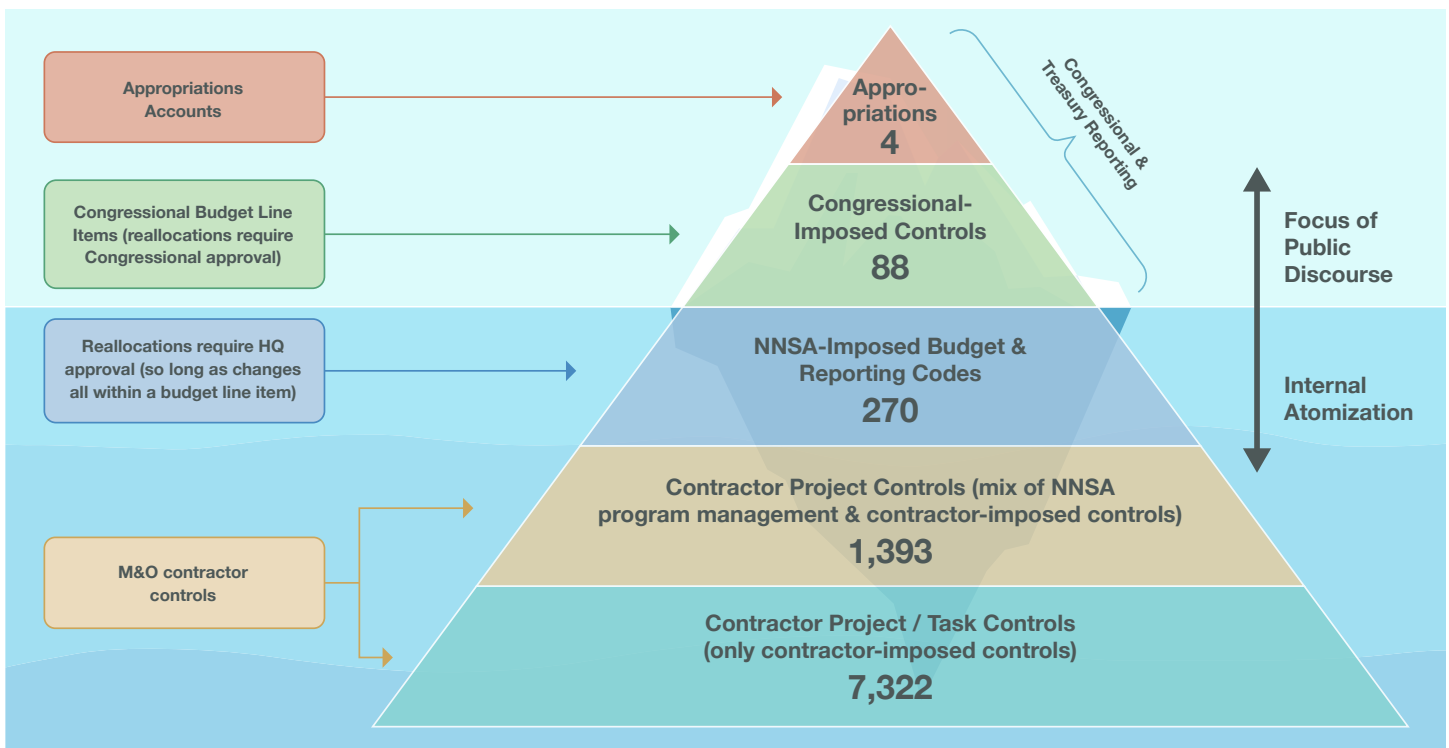 Appropriations
Accounts
Congressional Budget Line
Items (reallocations require
Congressional approval)
Reallocations require HQ
approval (so long as changes
all within a budget line item)
M&O contractor
controls
Appro-
priations
4
Congressional-
Imposed Controls
88
NNSA-Imposed Budget &
Reporting Codes
270
Contractor Project Controls (mix of NNSA
program management & contractor-imposed controls)
1,393
Contractor Project / Task Controls
(only contractor-imposed controls)
7,322
Congressional &
Treasury Reporting
Focus of
Public
Discourse
Internal
Atomization